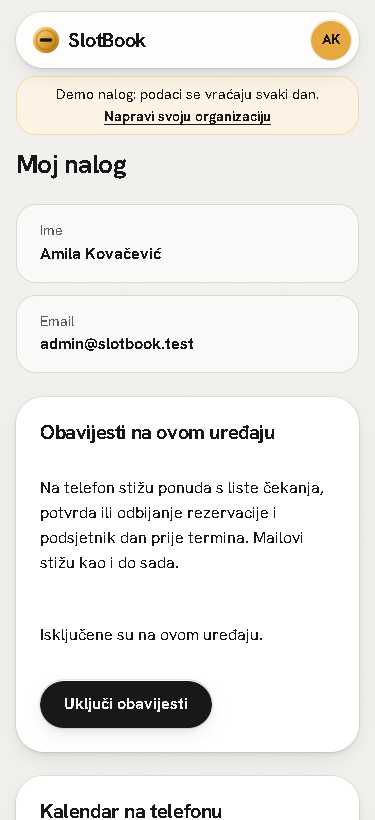 SlotBook
AK
Demo nalog: podaci se vraćaju svaki dan.
Napravi svoju organizaciju
Moj nalog
Ime
Amila Kovačević
Email
admin@slotbook.test
Obavijesti na ovom uređaju
Na telefon stižu ponuda s liste čekanja,
potvrda ili odbijanje rezervacije i
podsjetnik dan prije termina. Mailovi
stižu kao i do sada.
Isključene su na ovom uređaju.
Uključi obavijesti
Kalendar na telefonu